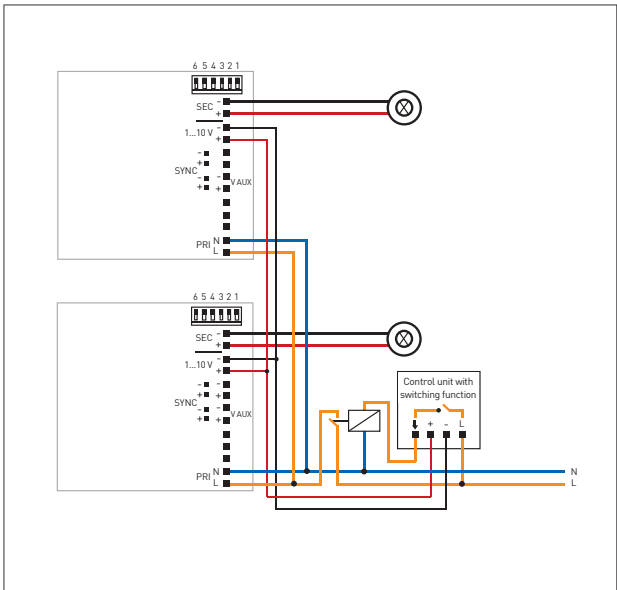 6 5 4 3 2 1
SEC -
+
1...10 V -
+
- 
+
SYNC
-
+
-
+ V AUX
PRI N
L
6 5 4 3 2 1
SEC -
+
1...10 V -
+
-
+
SYNC
-
+
-
+ V AUX
PRI N
L
Control unit with
switching function
+ - L
N
L